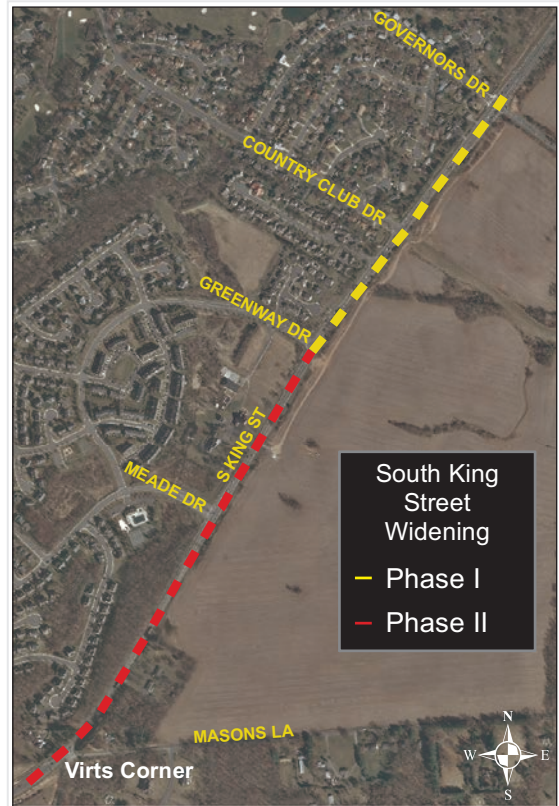 GOVERNORS DR
COUNTRY CLUB DR
GREENWAY DR
S KING ST
MEADE DR
South King
Street
Widening
Phase I
Phase II
MASONS LA
Virts Corner
N
W
E
S